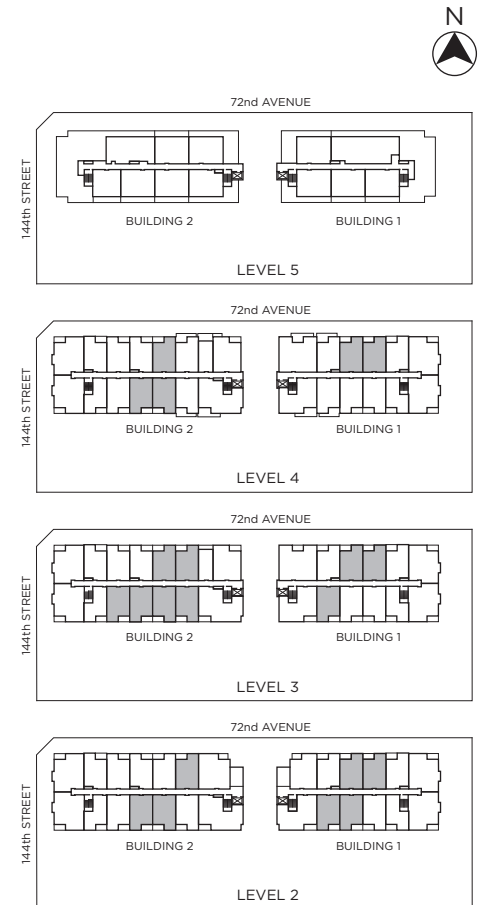 N
72nd AVENUE
144th STREET
BUILDING 2
BUILDING 1
LEVEL 5
72nd AVENUE
144th STREET
BUILDING 2
BUILDING 1
LEVEL 4
72nd AVENUE
144th STREET
BUILDING 2
BUILDING 1
LEVEL 3
72nd AVENUE
144th STREET
BUILDING 2
BUILDING 1
LEVEL 2